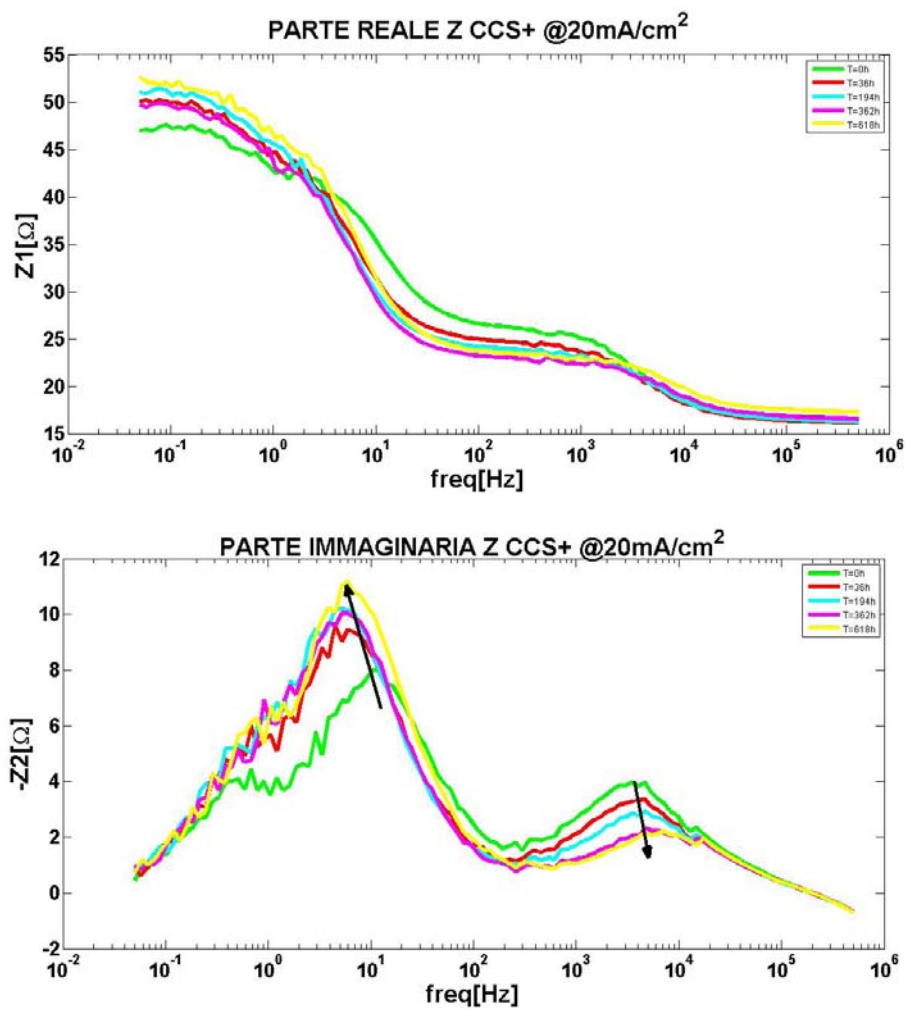 PARTE REALE Z CCS+ @20mA/cm²
55
50
45
40
35
30
25
20
15
Z1[Ω]
T=0h
T=36h
T=194h
T=362h
T=618h
10⁻² 10⁻¹ 10⁰ 10¹ 10² 10³ 10⁴ 10⁵ 10⁶
freq[Hz]
PARTE IMMAGINARIA Z CCS+ @20mA/cm²
12
10
8
6
4
2
0
-2
-Z2[Ω]
T=0h
T=36h
T=194h
T=362h
T=618h
10⁻² 10⁻¹ 10⁰ 10¹ 10² 10³ 10⁴ 10⁵ 10⁶
freq[Hz]